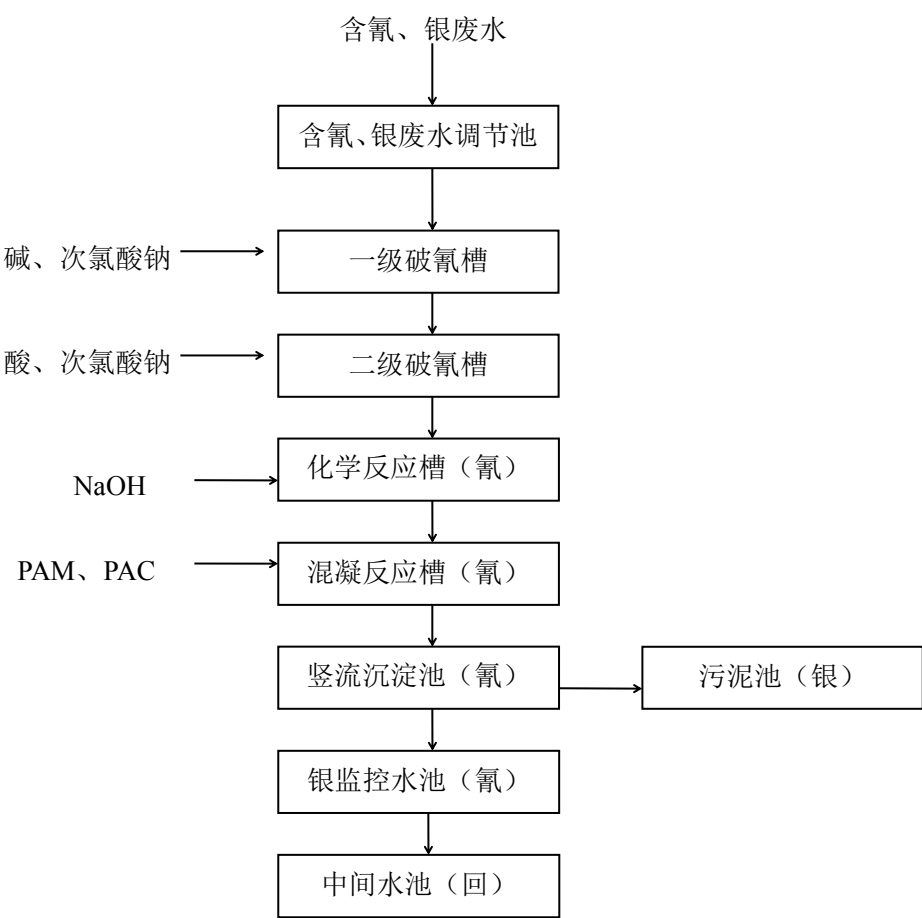 含氰、银废水
含氰、银废水调节池
碱、次氯酸钠
一级破氰槽
酸、次氯酸钠
二级破氰槽
化学反应槽（氰）
NaOH
PAM、PAC
混凝反应槽（氰）
竖流沉淀池（氰）
污泥池（银）
银监控水池（氰）
中间水池（回）